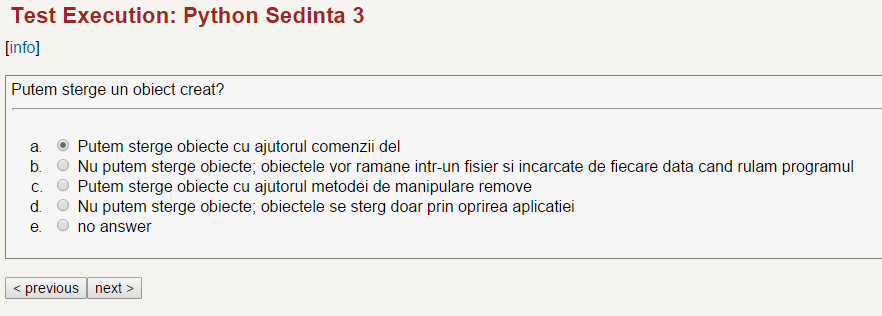 Test Execution: Python Sedinta 3
[info]
Putem sterge un obiect creat?
a. Putem sterge obiecte cu ajutorul comenzii del
b. Nu putem sterge obiecte; obiectele vor ramane intr-un fisier si incarcate de fiecare data cand rulam programul
c. Putem sterge obiecte cu ajutorul metodei de manipulare remove
d. Nu putem sterge obiecte; obiectele se sterg doar prin oprirea aplicatiei
e. no answer
< previous next >